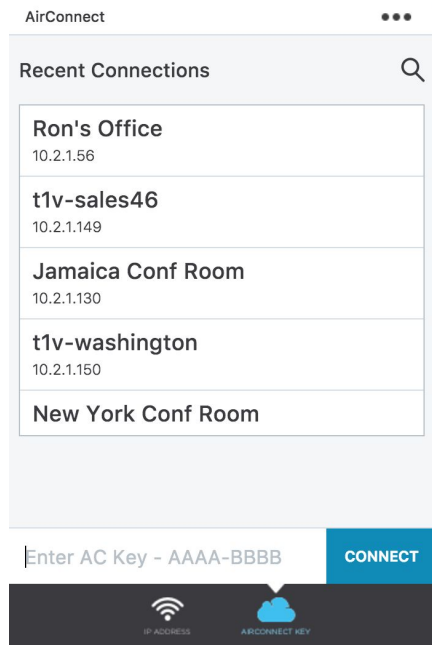 AirConnect
Recent Connections
Ron's Office
10.2.1.56
t1v-sales46
10.2.1.149
Jamaica Conf Room
10.2.1.130
t1v-washington
10.2.1.150
New York Conf Room
Enter AC Key - AAAA-BBBB
CONNECT
IP ADDRESS
AIRCONNECT KEY